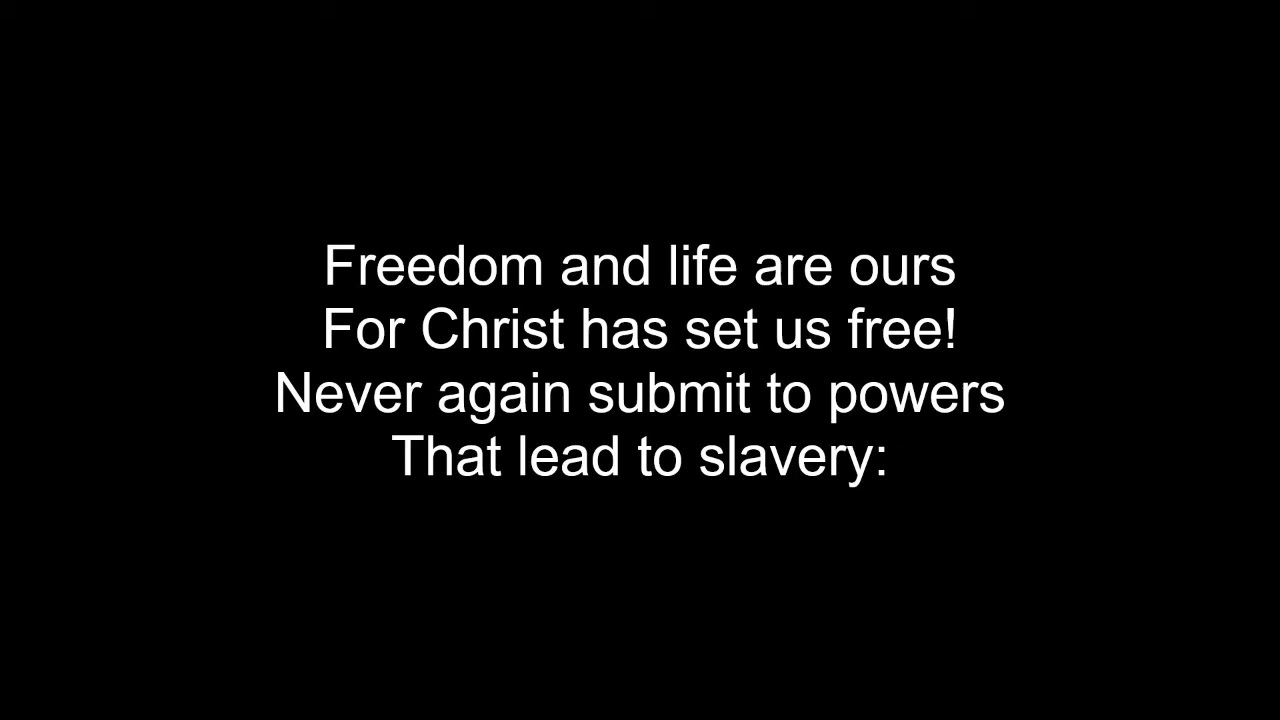 Freedom and life are ours
For Christ has set us free!
Never again submit to powers
That lead to slavery: